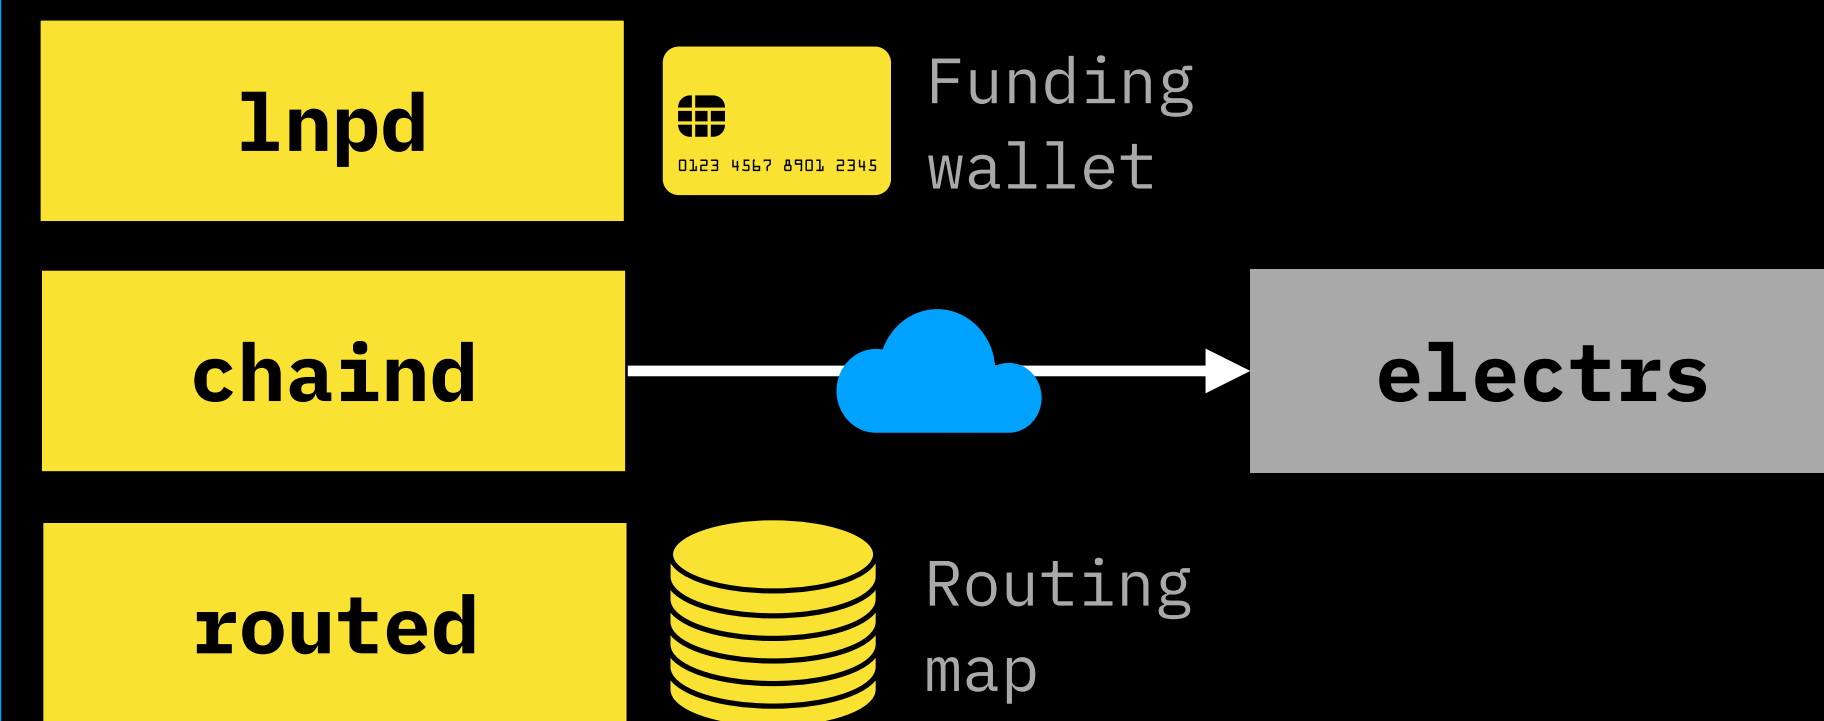 lnpd
0123 4567 8901 2345
Funding
wallet
chaind
electrs
routed
Routing
map